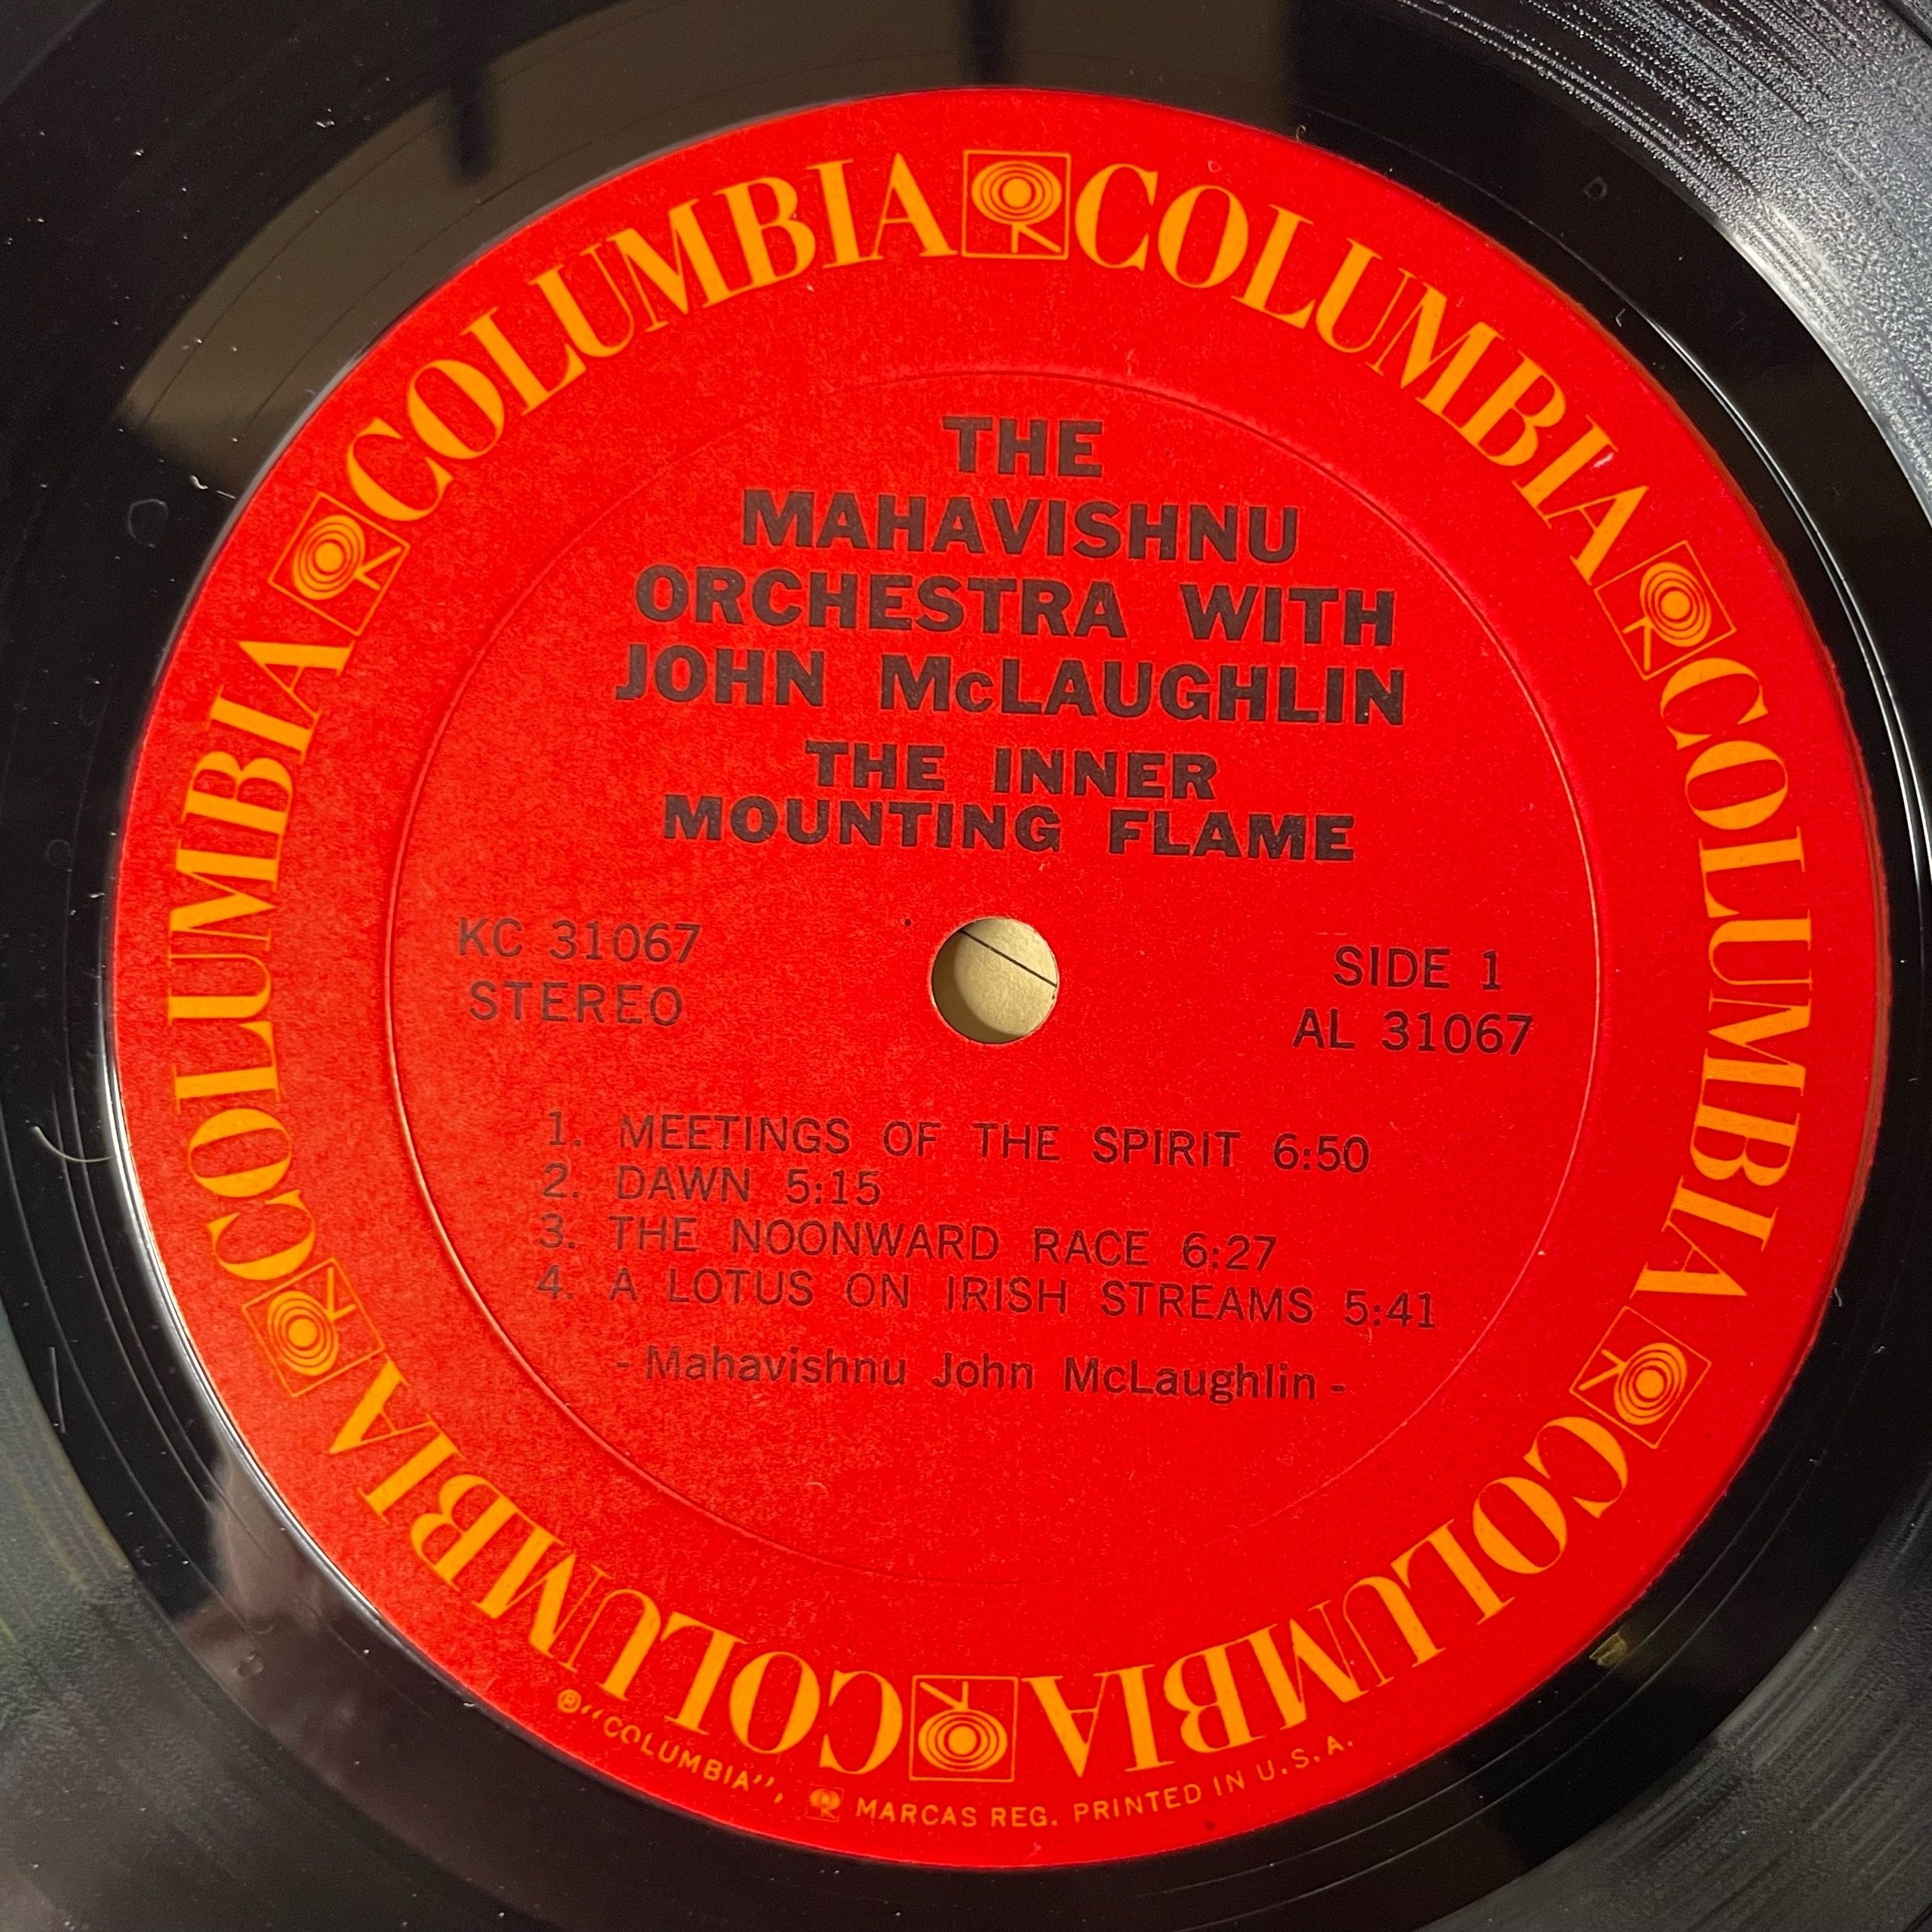 COLUMBIA COLUMBIA COLUMBIA COLUMBIA COLUMBIA COLUMBIA
THE
MAHAVISHNU
ORCHESTRA WITH
JOHN McLAUGHLIN
THE INNER
MOUNTING FLAME
KC 31067
STEREO
SIDE 1
AL 31067
1. MEETINGS OF THE SPIRIT 6:50
2. DAWN 5:15
3. THE NOONWARD RACE 6:27
4. A LOTUS ON IRISH STREAMS 5:41
- Mahavishnu John McLaughlin -
℗ "COLUMBIA", MARCAS REG. PRINTED IN U.S.A.